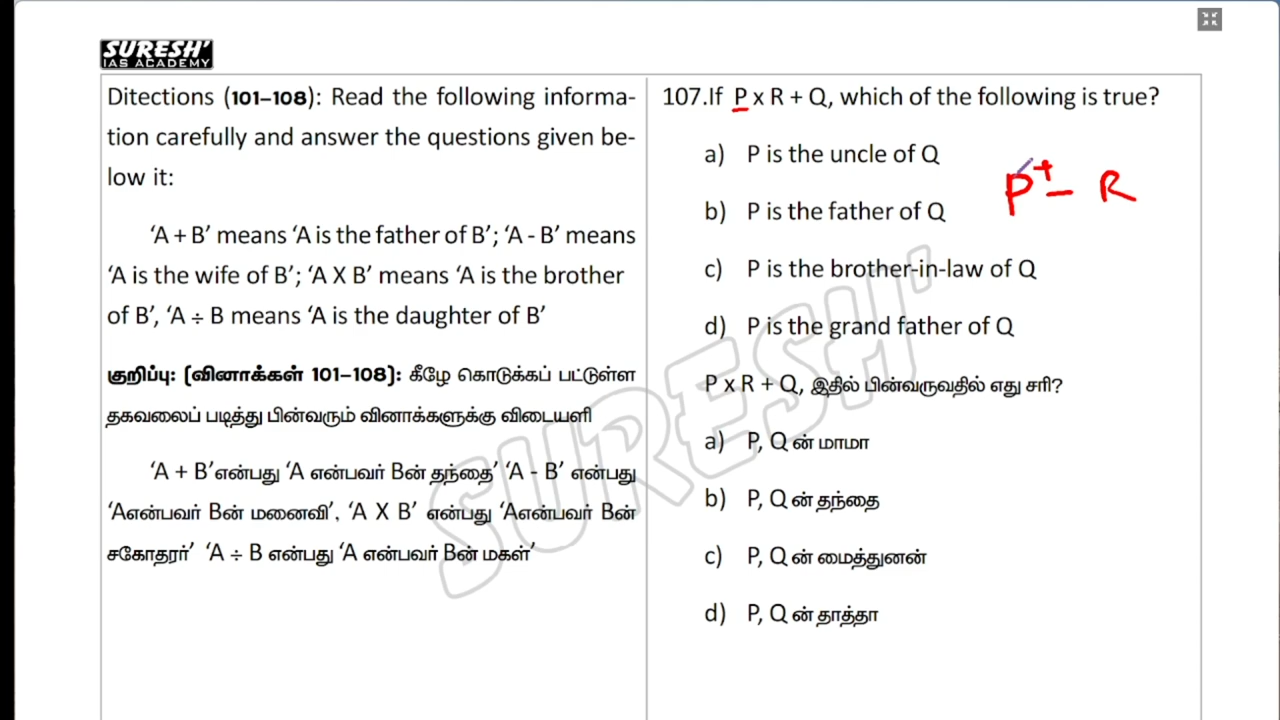 SURESH'
IAS ACADEMY
Ditections (101-108): Read the following informa-
tion carefully and answer the questions given be-
low it:
'A + B' means 'A is the father of B'; 'A - B' means
'A is the wife of B'; 'A X B' means 'A is the brother
of B', 'A ÷ B means 'A is the daughter of B'
குறிப்பு: (வினாக்கள் 101-108): கீழே கொடுக்கப் பட்டுள்ள
தகவலைப் படித்து பின்வரும் வினாக்களுக்கு விடையளி
'A + B'என்பது 'A என்பவர் Bன் தந்தை' 'A - B' என்பது
'Aஎன்பவர் Bன் மனைவி', 'A X B' என்பது 'Aஎன்பவர் Bன்
சகோதரர்' 'A ÷ B என்பது 'A என்பவர் Bன் மகள்'
107.If P x R + Q, which of the following is true?
a) P is the uncle of Q
b) P is the father of Q
c) P is the brother-in-law of Q
d) P is the grand father of Q
P x R + Q, இதில் பின்வருவதில் எது சரி?
a) P, Qன் மாமா
b) P, Qன் தந்தை
c) P, Qன் மைத்துனன்
d) P, Qன் தாத்தா
P+ – R
SURESH'